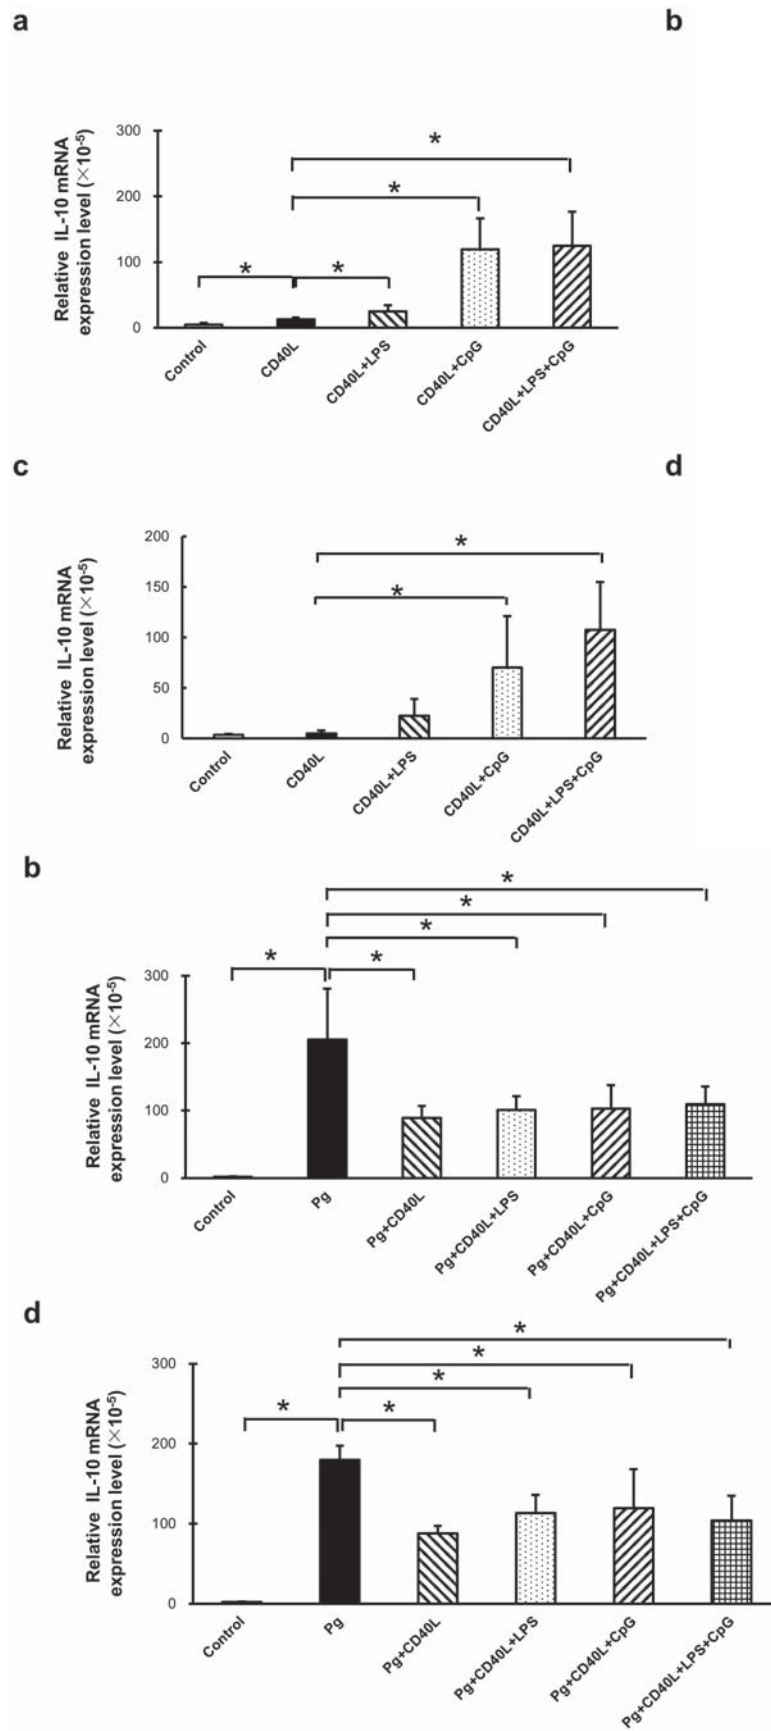 a
b
300
200
100
0
Relative IL-10 mRNA
expression level (×10-5)
*
*
*
*
Control
CD40L
CD40L+LPS
CD40L+CpG
CD40L+LPS+CpG
c
d
200
150
100
50
0
Relative IL-10 mRNA
expression level (×10-5)
*
*
Control
CD40L
CD40L+LPS
CD40L+CpG
CD40L+LPS+CpG
b
300
200
100
0
Relative IL-10 mRNA
expression level (×10-5)
*
*
*
*
*
Control
Pg
Pg+CD40L
Pg+CD40L+LPS
Pg+CD40L+CpG
Pg+CD40L+LPS+CpG
d
300
200
100
0
Relative IL-10 mRNA
expression level (×10-5)
*
*
*
*
*
Control
Pg
Pg+CD40L
Pg+CD40L+LPS
Pg+CD40L+CpG
Pg+CD40L+LPS+CpG